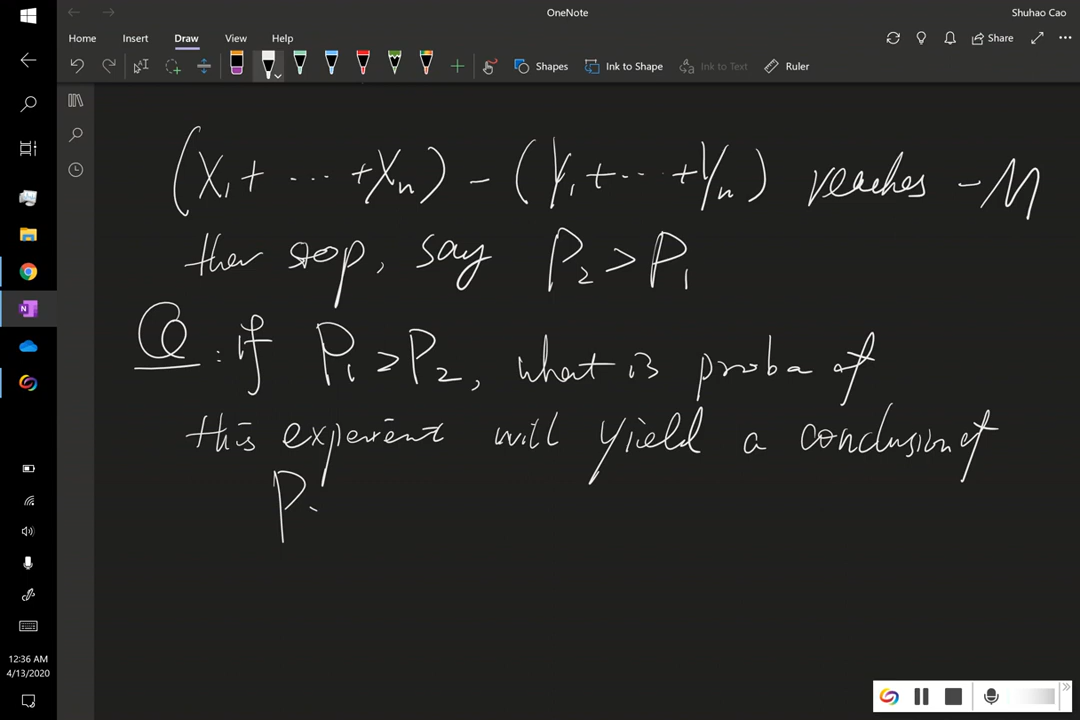 OneNote
Shuhao Cao
Home Insert Draw View Help
Share
Shapes
Ink to Shape
Ink to Text
Ruler
(X₁ + ... + Xₙ) - (Y₁ + ... + Yₙ) reaches -M
then stop, say P₂ > P₁
Q : if P₁ > P₂, what is proba of
this experient will yield a conclusion of
P
12:36 AM
4/13/2020